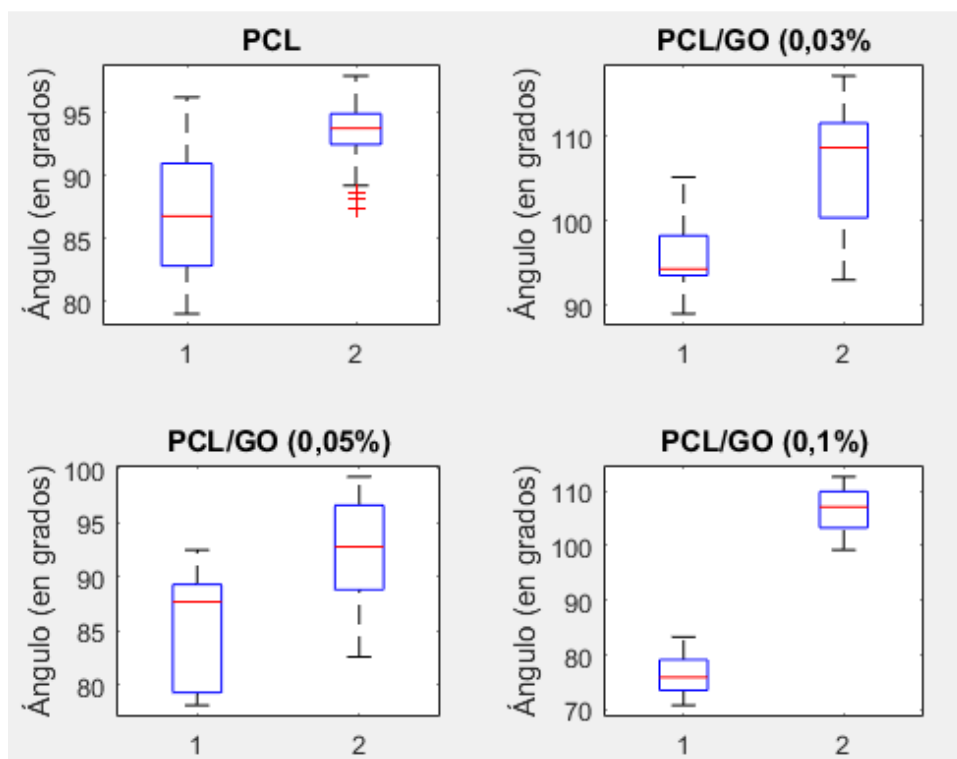 PCL
Ángulo (en grados)
95
90
85
80
1 2
PCL/GO (0,03%
Ángulo (en grados)
110
100
90
1 2
PCL/GO (0,05%)
Ángulo (en grados)
100
95
90
85
80
1 2
PCL/GO (0,1%)
Ángulo (en grados)
110
100
90
80
70
1 2